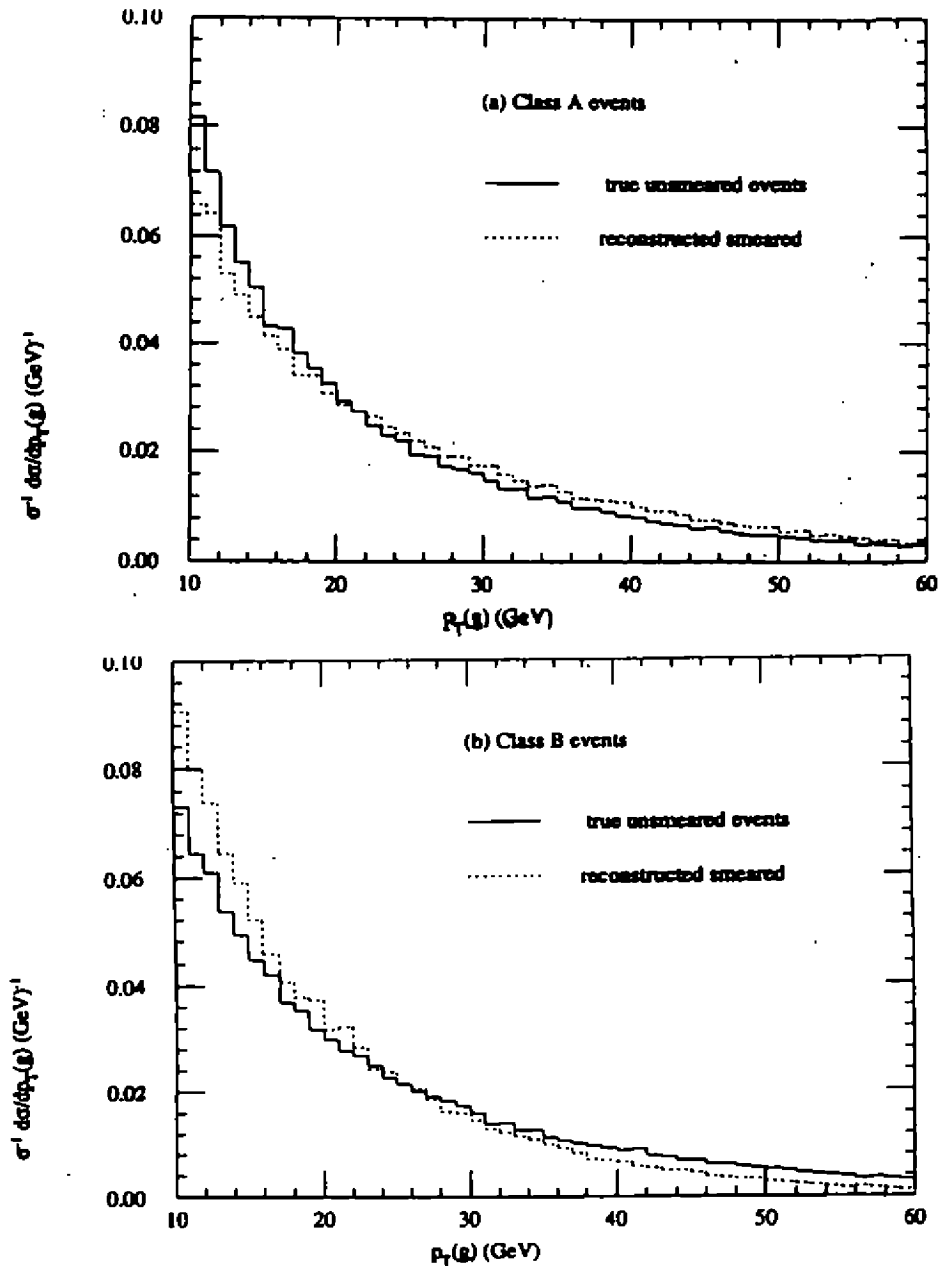 0.10
(a) Class A events
0.08
true unsmeared events
0.06
reconstructed smeared
0.04
σ⁻¹ dσ/dp_T(g) (GeV)⁻¹
0.02
0.00
10 20 30 40 50 60
p_T(g) (GeV)
0.10
(b) Class B events
0.08
true unsmeared events
0.06
reconstructed smeared
0.04
σ⁻¹ dσ/dp_T(g) (GeV)⁻¹
0.02
0.00
10 20 30 40 50 60
p_T(g) (GeV)